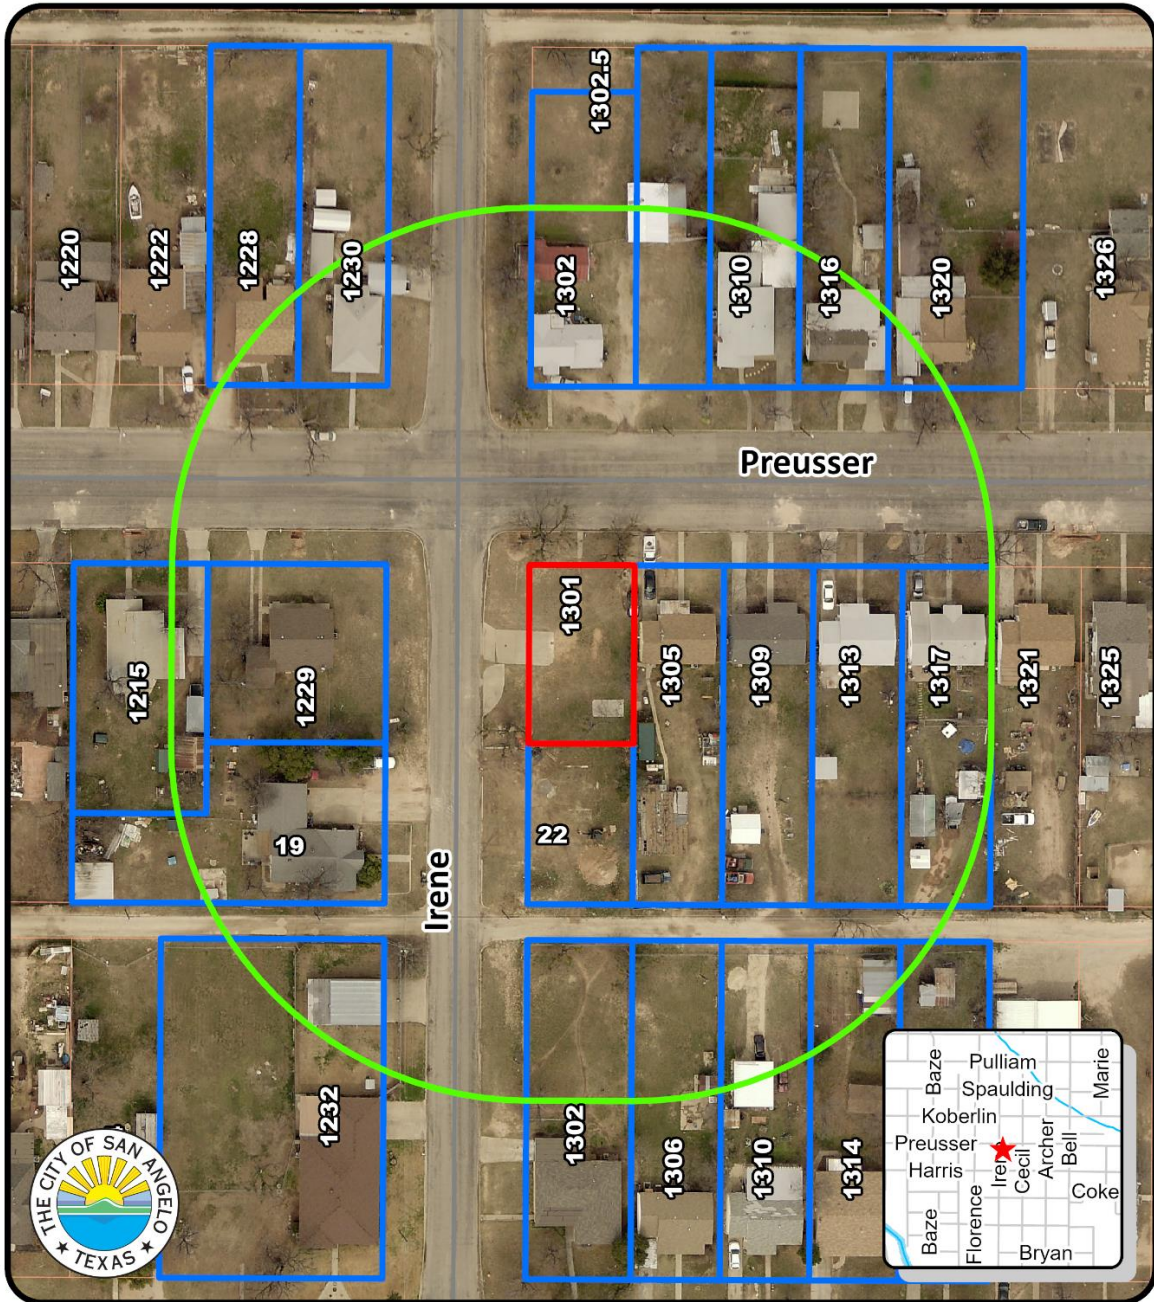 1302.5
1220
1222
1228
1230
1302
1310
1316
1320
1326
Preusser
1301
1215
1229
1305
1309
1313
1317
1321
1325
19
22
Irene
1232
1302
1306
1310
1314
Baze
Pulliam
Marie
Spaulding
Koberlin
Preusser
Harris
Irene
Cecil
Archer
Bell
Coke
Baze
Florence
Bryan
THE CITY OF SAN ANGELO
★ TEXAS ★